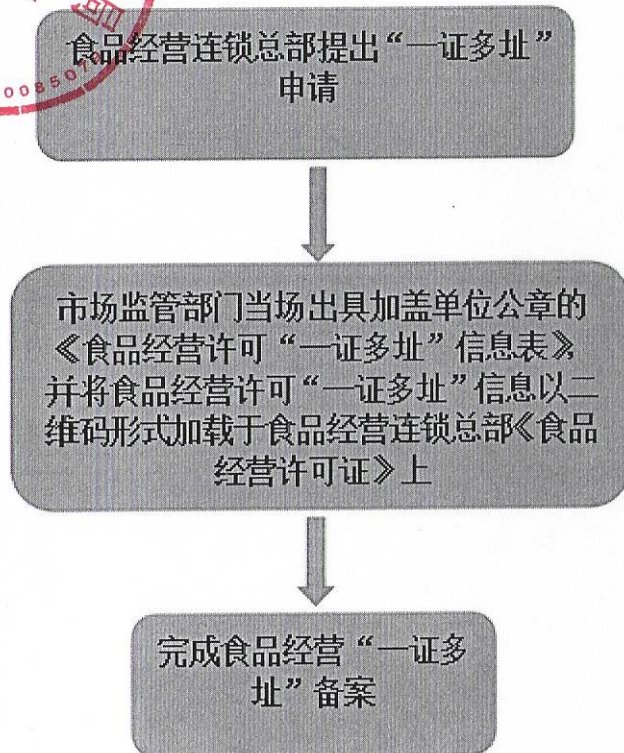 食品经营连锁总部提出“一证多址”
申请
市场监管部门当场出具加盖单位公章的
《食品经营许可“一证多址”信息表》,
并将食品经营许可“一证多址”信息以二
维码形式加载于食品经营连锁总部《食品
经营许可证》上
完成食品经营“一证多
址”备案